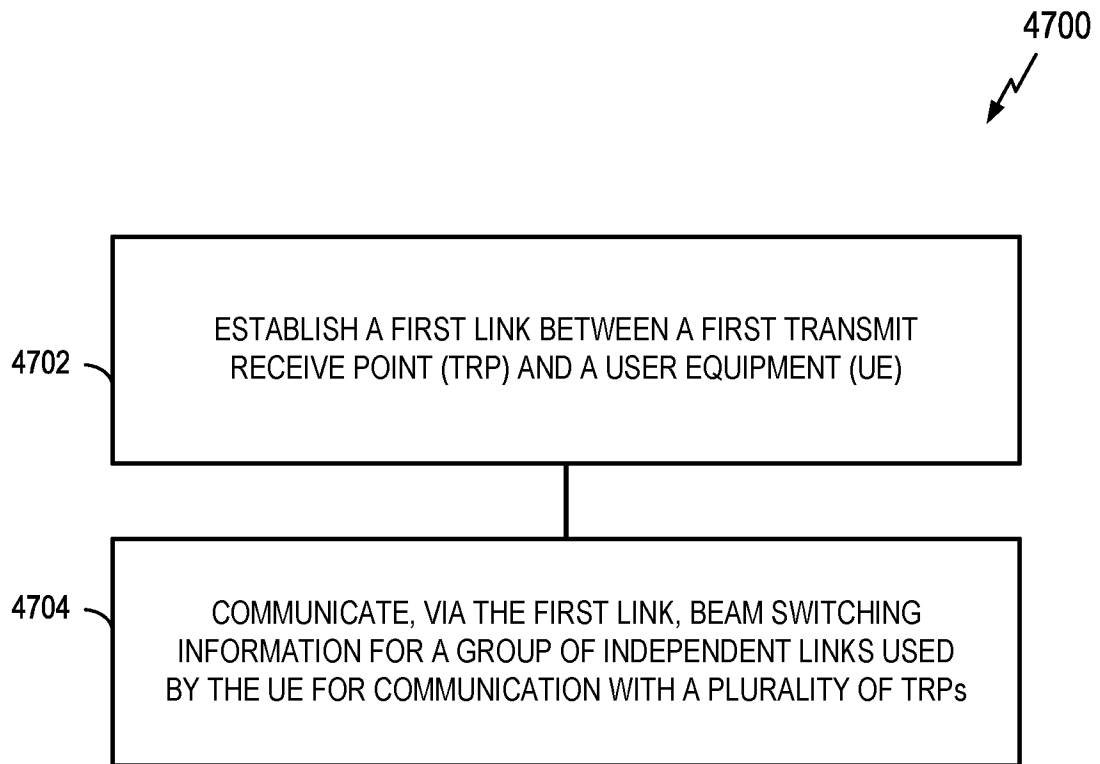 4700
4702
ESTABLISH A FIRST LINK BETWEEN A FIRST TRANSMIT
RECEIVE POINT (TRP) AND A USER EQUIPMENT (UE)
4704
COMMUNICATE, VIA THE FIRST LINK, BEAM SWITCHING
INFORMATION FOR A GROUP OF INDEPENDENT LINKS USED
BY THE UE FOR COMMUNICATION WITH A PLURALITY OF TRPs